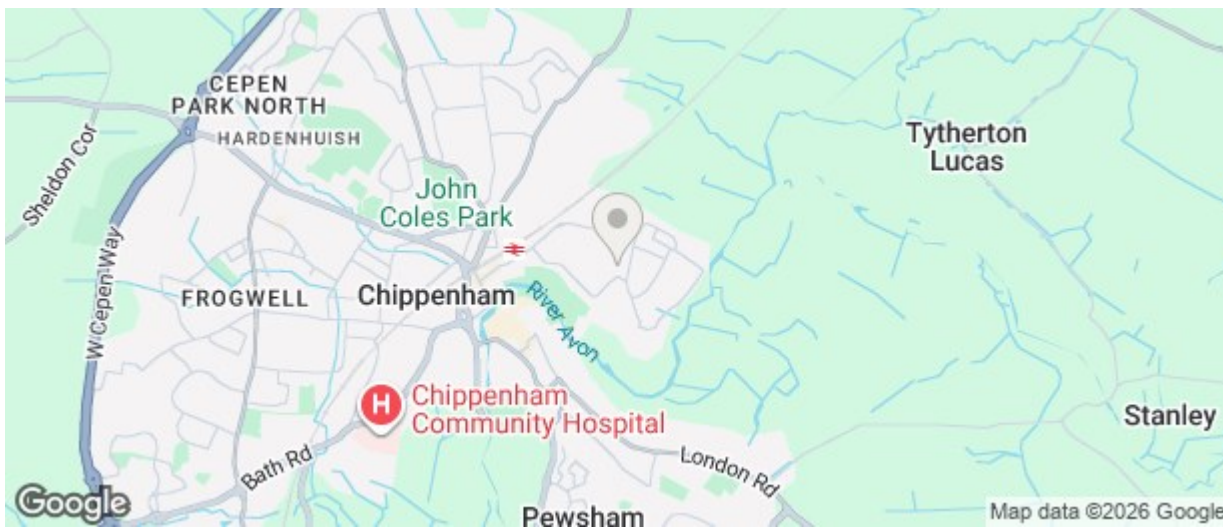 CEPEN
PARK NORTH
HARDENHUISH
Sheldon Cor
W Cepen Way
John
Coles Park
Tytherton
Lucas
FROGWELL
Chippenham
River Avon
H
Chippenham
Community Hospital
Bath Rd
London Rd
Stanley
Pewsham
Google
Map data ©2026 Google